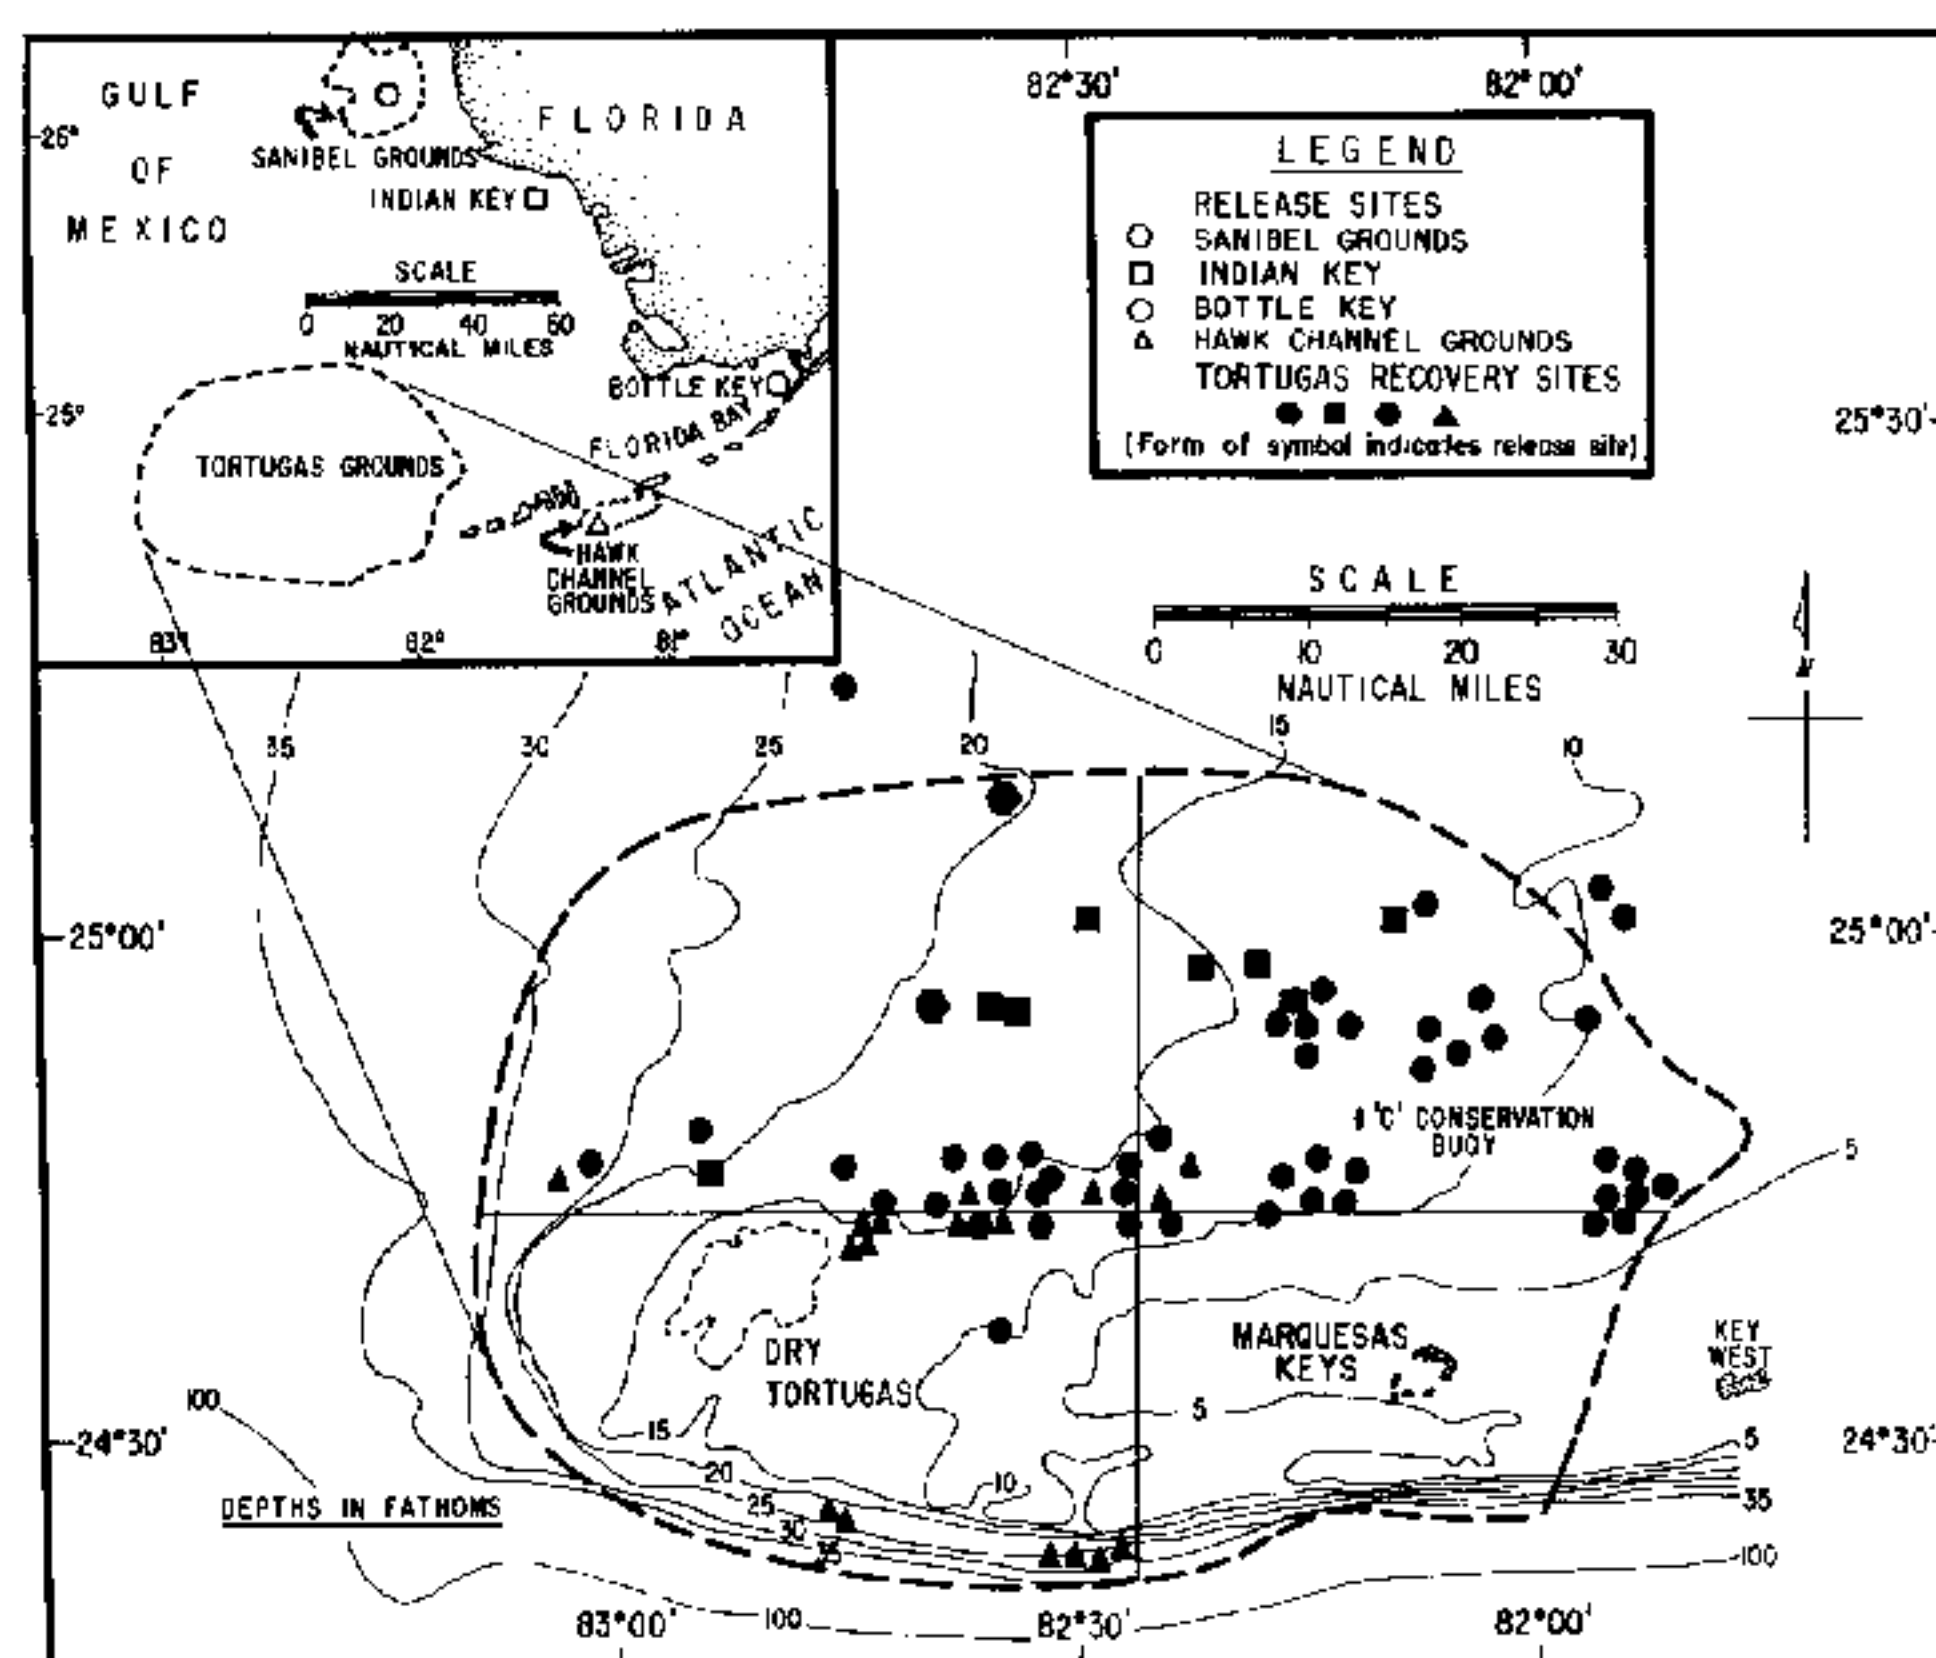 GULF
OF
MEXICO
26°
25°
SANIBEL GROUNDS
FLORIDA
INDIAN KEY
SCALE
0 20 40 60
NAUTICAL MILES
BOTTLE KEY
FLORIDA BAY
TORTUGAS GROUNDS
HAWK
CHANNEL
GROUNDS
ATLANTIC
OCEAN
83° 82° 81°
82°30' 82°00'
LEGEND
RELEASE SITES
SANIBEL GROUNDS
INDIAN KEY
BOTTLE KEY
HAWK CHANNEL GROUNDS
TORTUGAS RECOVERY SITES
(Form of symbol indicates release site)
25°30'
SCALE
0 10 20 30
NAUTICAL MILES
N
35 30 25 20 15 10
25°00' 25°00'
'C' CONSERVATION
BUOY
5
DRY
TORTUGAS
MARQUESAS
KEYS
KEY
WEST
100
15
5
24°30' 24°30'
5
20
10
25
35
DEPTHS IN FATHOMS
30
35
100
100
83°00' 82°30' 82°00'